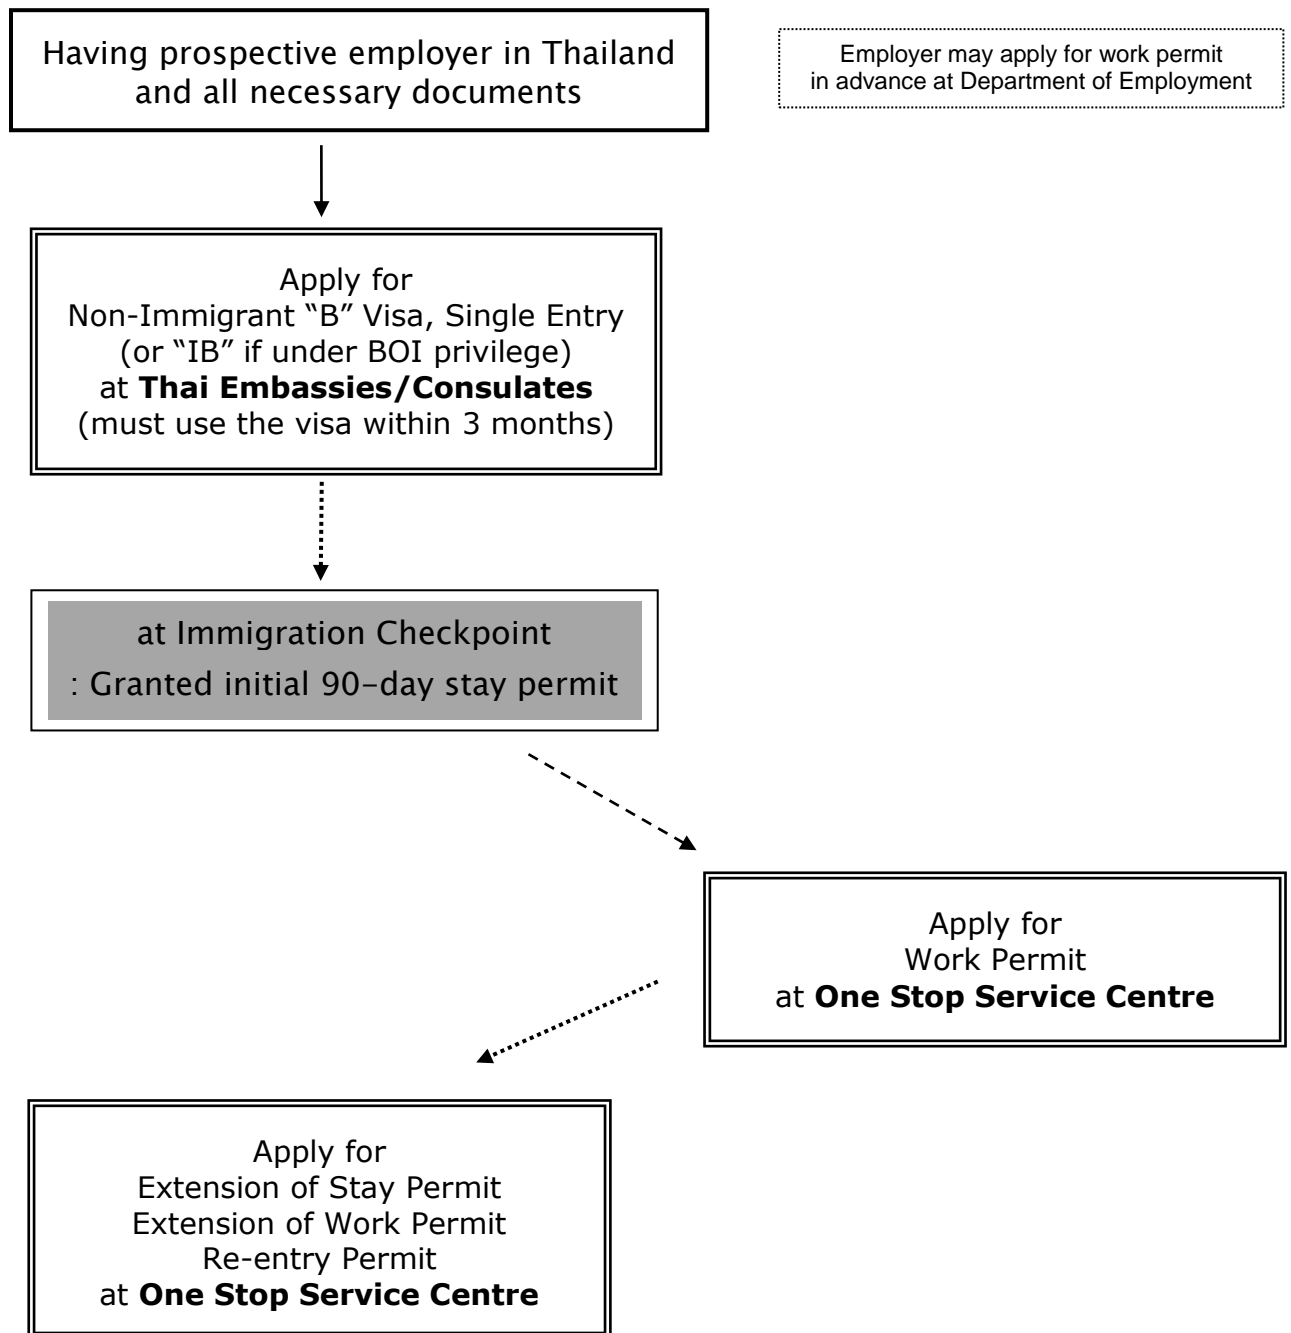 Having prospective employer in Thailand
and all necessary documents
Employer may apply for work permit
in advance at Department of Employment
Apply for
Non-Immigrant “B” Visa, Single Entry
(or “IB” if under BOI privilege)
at Thai Embassies/Consulates
(must use the visa within 3 months)
at Immigration Checkpoint
: Granted initial 90-day stay permit
Apply for
Work Permit
at One Stop Service Centre
Apply for
Extension of Stay Permit
Extension of Work Permit
Re-entry Permit
at One Stop Service Centre